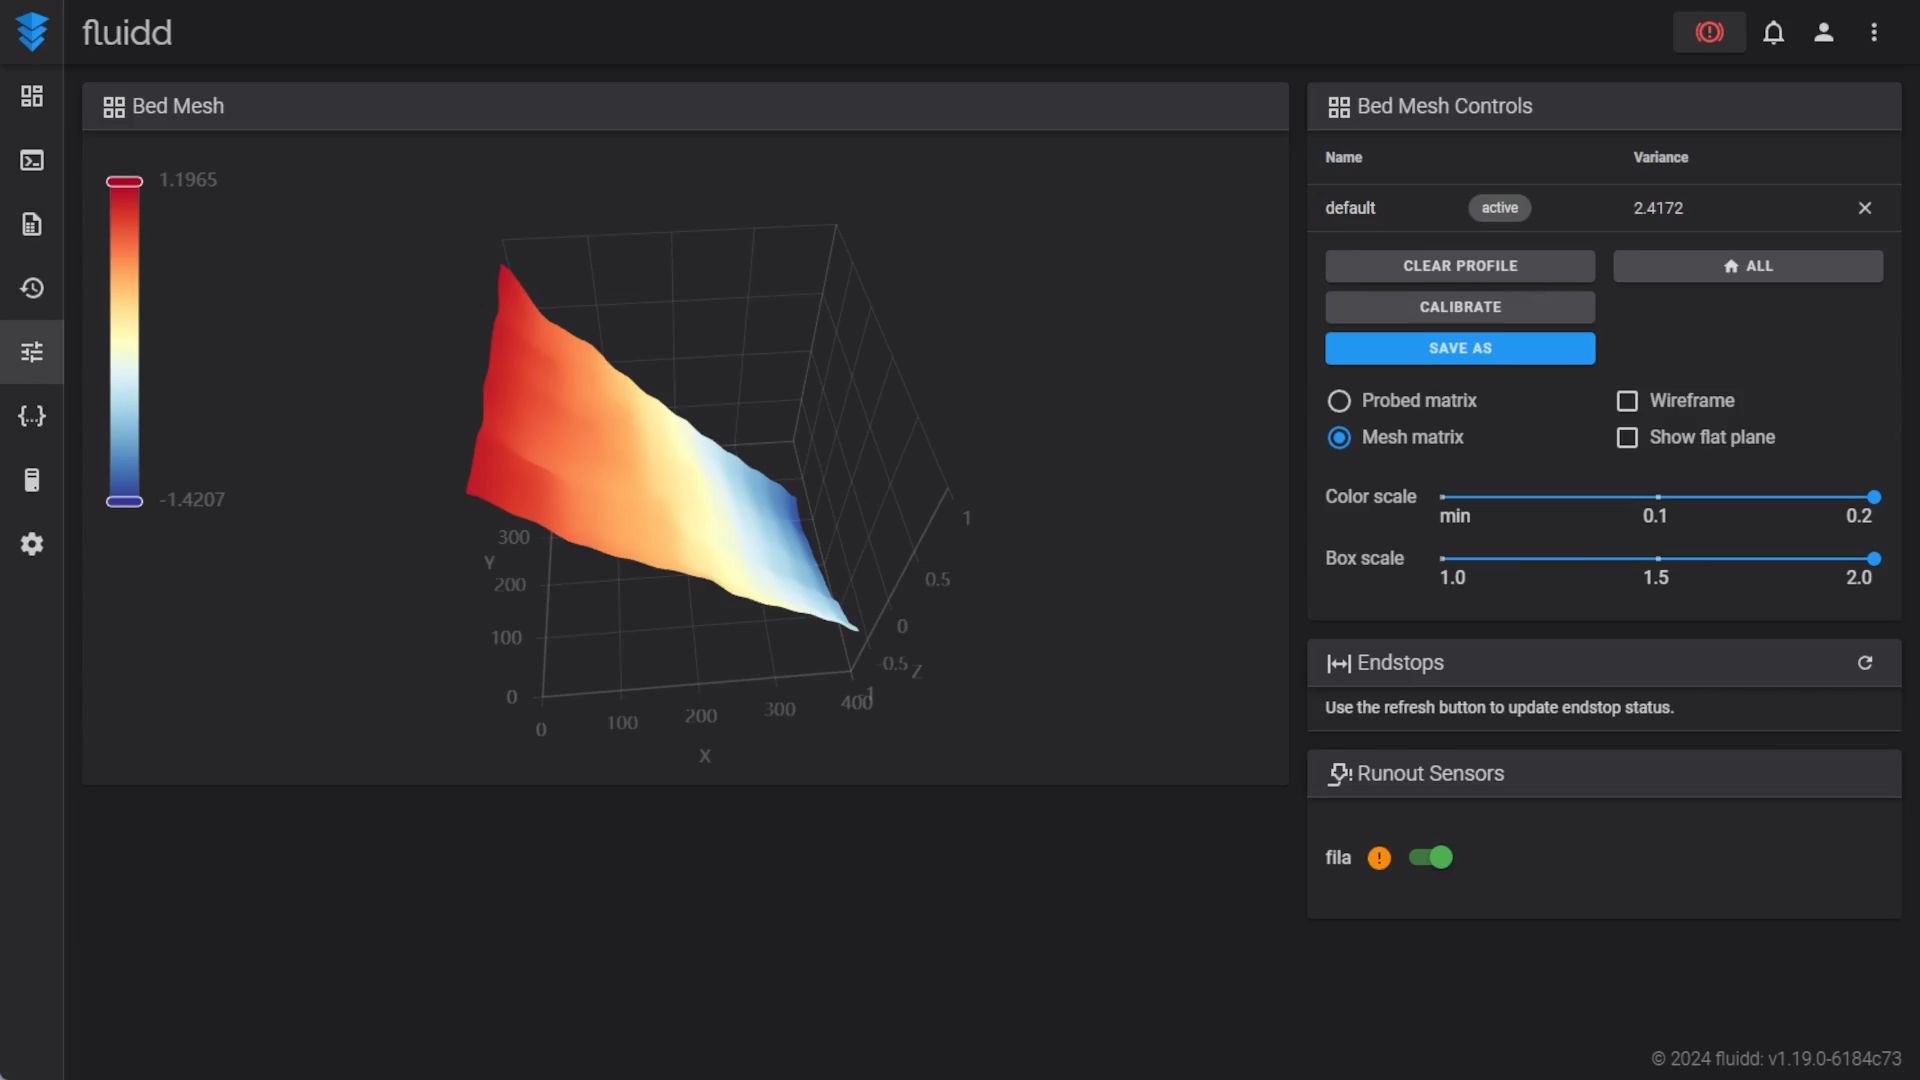 fluidd
Bed Mesh
1.1965
-1.4207
300
Y
200
100
0
0
100
200
300
400
X
1
0.5
0
-0.5
Z
-1
Bed Mesh Controls
Name Variance
default active 2.4172
CLEAR PROFILE
ALL
CALIBRATE
SAVE AS
Probed matrix
Wireframe
Mesh matrix
Show flat plane
Color scale
min 0.1 0.2
Box scale
1.0 1.5 2.0
Endstops
Use the refresh button to update endstop status.
Runout Sensors
fila
© 2024 fluidd: v1.19.0-6184c73